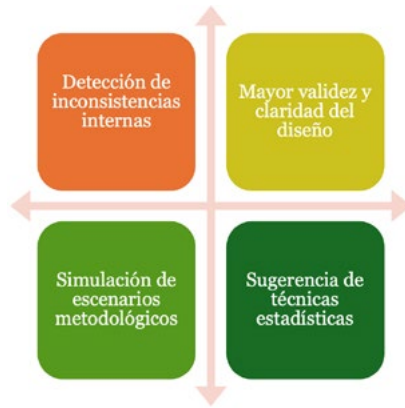 Detección de
inconsistencias
internas
Mayor validez y
claridad del
diseño
Simulación de
escenarios
metodológicos
Sugerencia de
técnicas
estadísticas